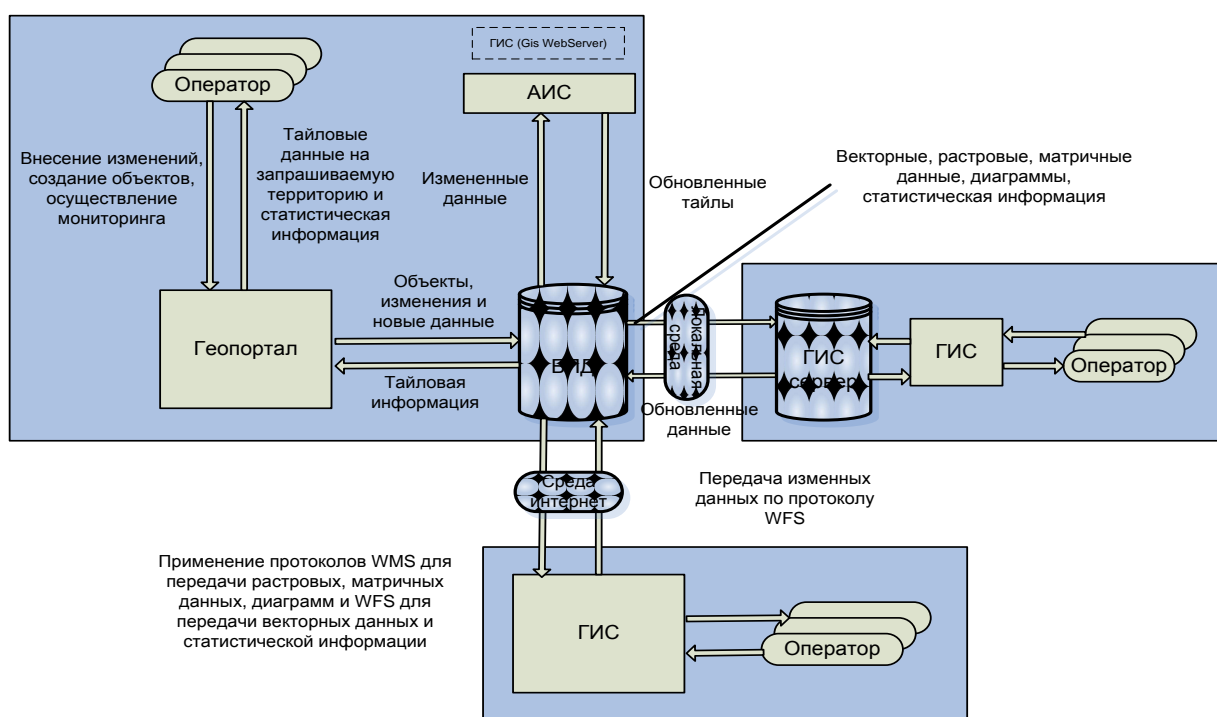 ГИС (Gis WebServer)
АИС
Оператор
Внесение изменений,
создание объектов,
осуществление
мониторинга
Тайловые
данные на
запрашиваемую
территорию и
статистическая
информация
Измененные
данные
Обновленные
тайлы
Векторные, растровые, матричные
данные, диаграммы,
статистическая информация
Геопортал
Объекты,
изменения и
новые данные
Тайловая
информация
Локальная
среда
ГИС
сервер
ГИС
Оператор
Обновленные
данные
Среда
интернет
Передача изменных
данных по протоколу
WFS
Применение протоколов WMS для
передачи растровых, матричных
данных, диаграмм и WFS для
передачи векторных данных и
статистической информации
ГИС
Оператор